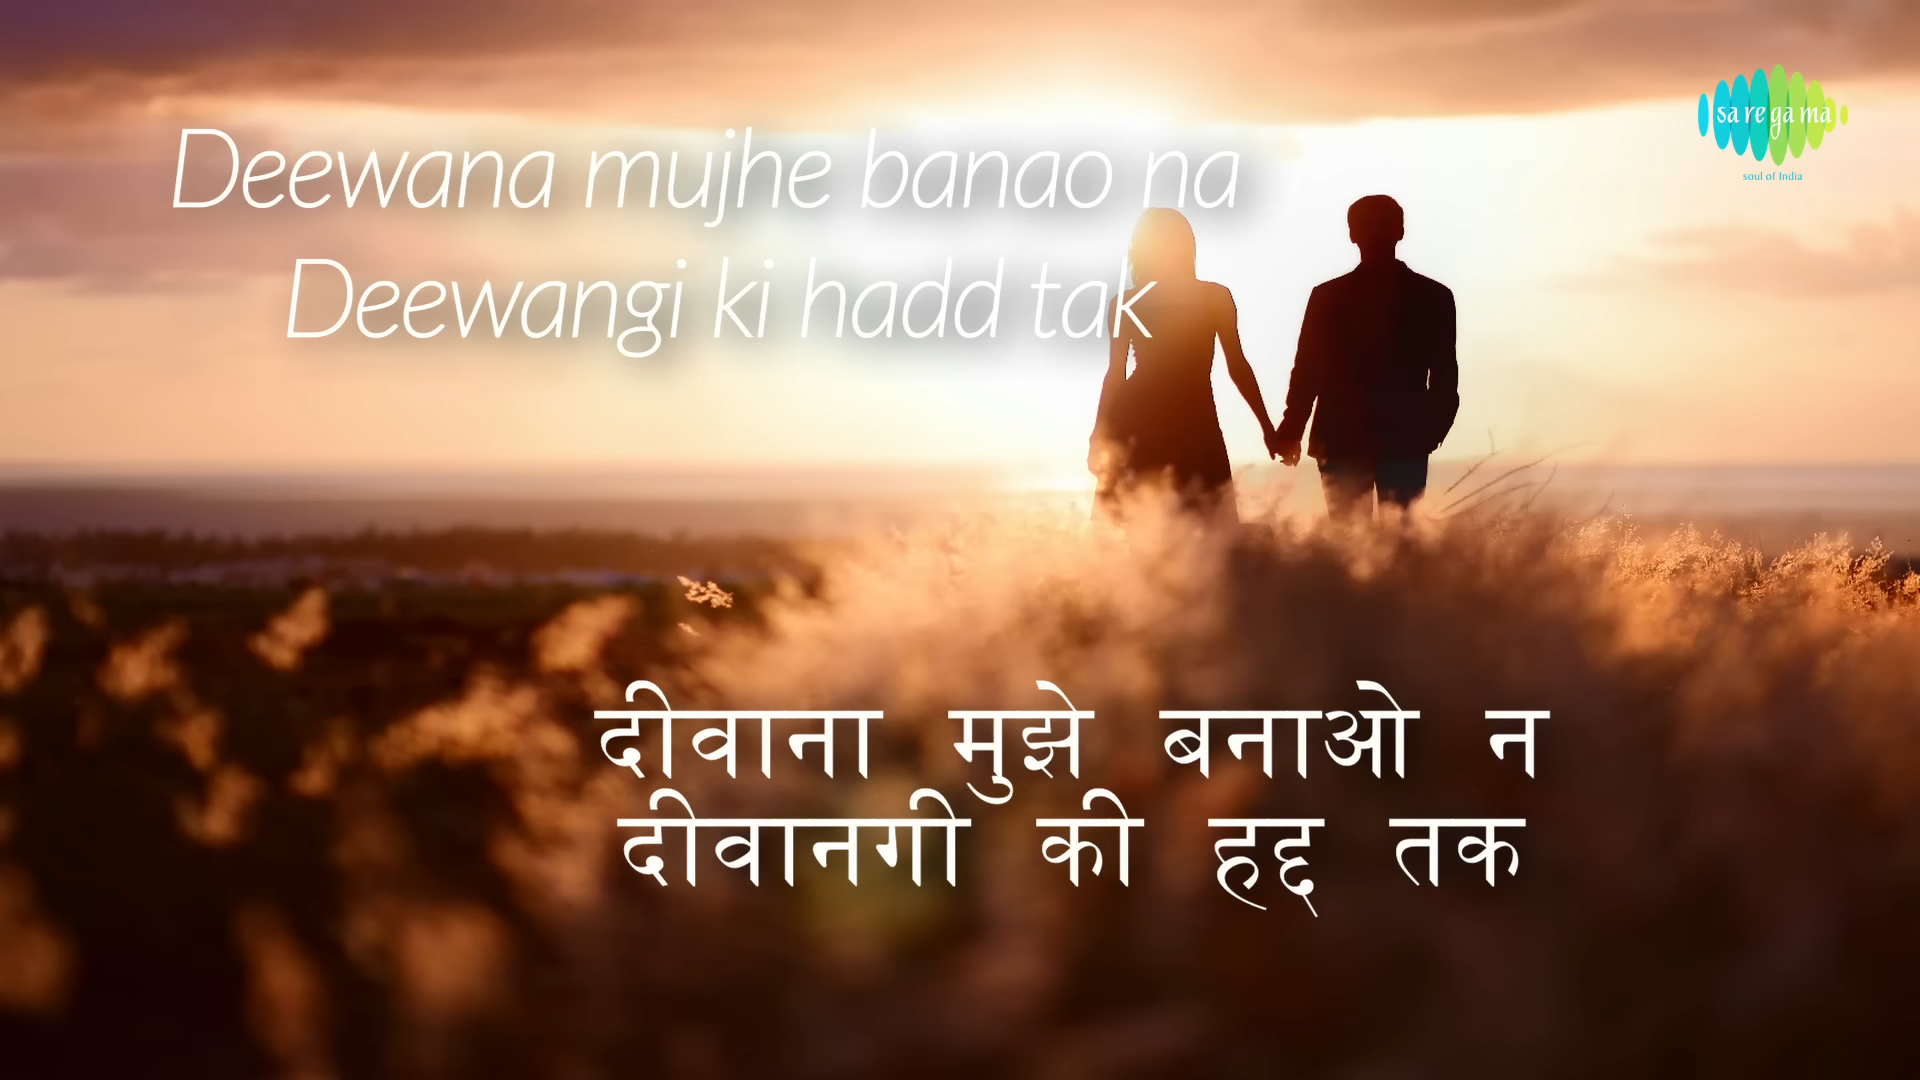 Deewana mujhe banao na
Deewangi ki hadd tak
sa re ga ma
soul of India
दीवाना मुझे बनाओ न
दीवानगी की हद्द तक